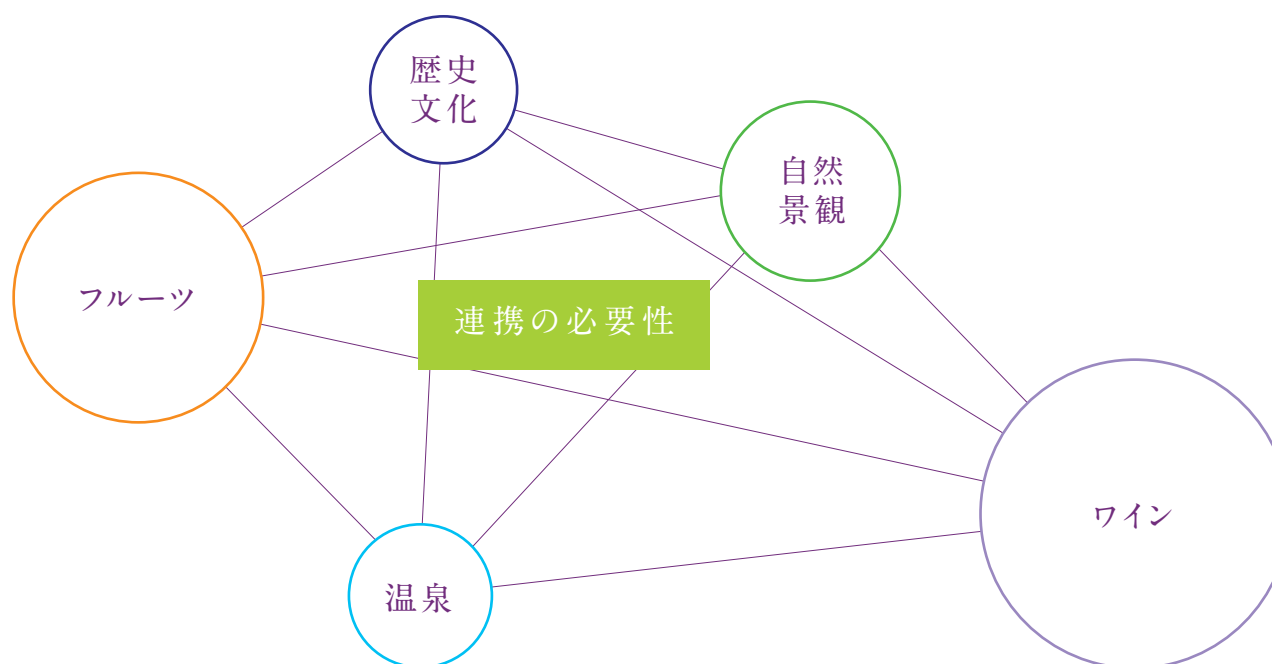 歴史
文化
自然
景観
フルーツ
連携の必要性
ワイン
温泉